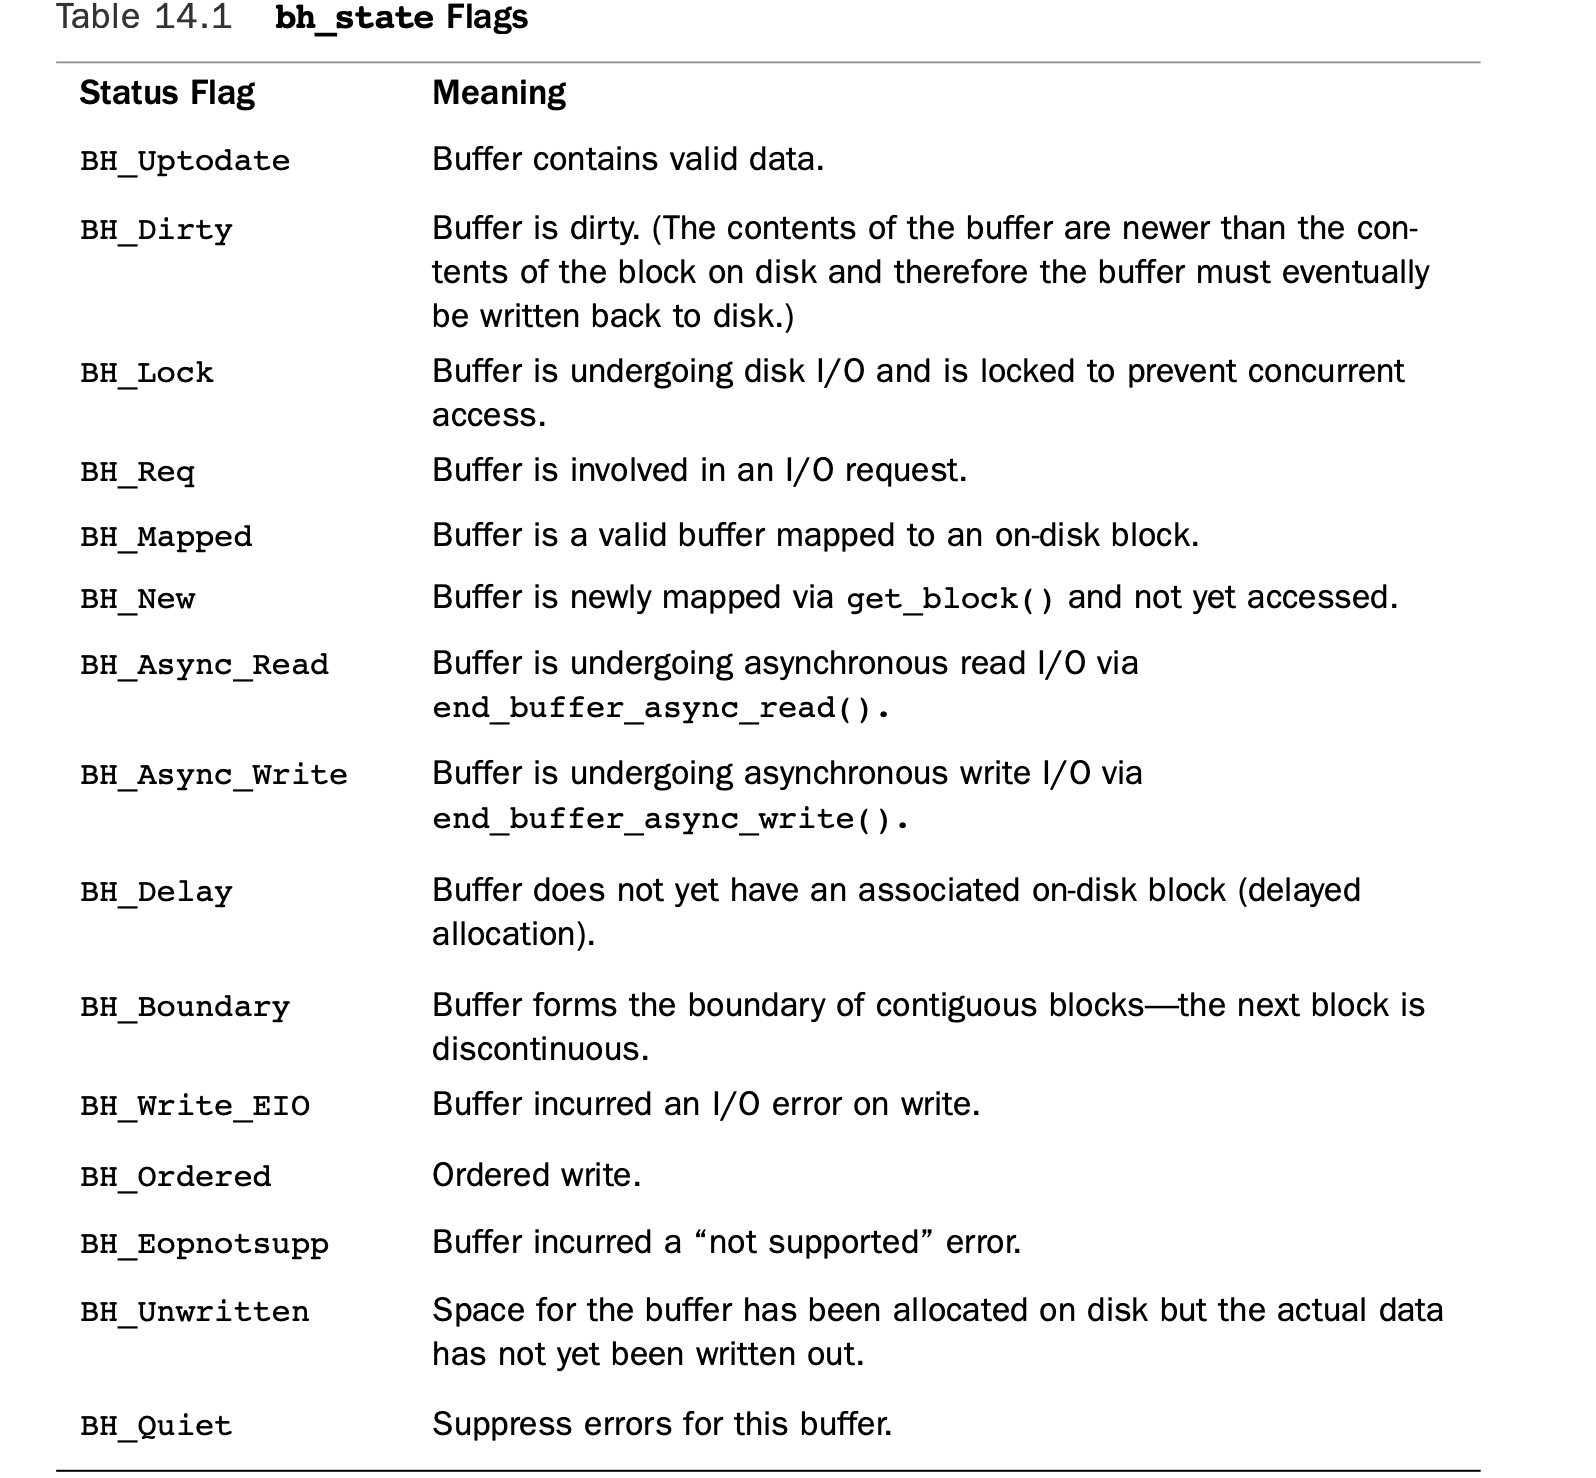 Table 14.1 bh_state Flags
Status Flag Meaning
BH_Uptodate Buffer contains valid data.
BH_Dirty Buffer is dirty. (The contents of the buffer are newer than the con-
tents of the block on disk and therefore the buffer must eventually
be written back to disk.)
BH_Lock Buffer is undergoing disk I/O and is locked to prevent concurrent
access.
BH_Req Buffer is involved in an I/O request.
BH_Mapped Buffer is a valid buffer mapped to an on-disk block.
BH_New Buffer is newly mapped via get_block() and not yet accessed.
BH_Async_Read Buffer is undergoing asynchronous read I/O via
end_buffer_async_read().
BH_Async_Write Buffer is undergoing asynchronous write I/O via
end_buffer_async_write().
BH_Delay Buffer does not yet have an associated on-disk block (delayed
allocation).
BH_Boundary Buffer forms the boundary of contiguous blocks—the next block is
discontinuous.
BH_Write_EIO Buffer incurred an I/O error on write.
BH_Ordered Ordered write.
BH_Eopnotsupp Buffer incurred a “not supported” error.
BH_Unwritten Space for the buffer has been allocated on disk but the actual data
has not yet been written out.
BH_Quiet Suppress errors for this buffer.